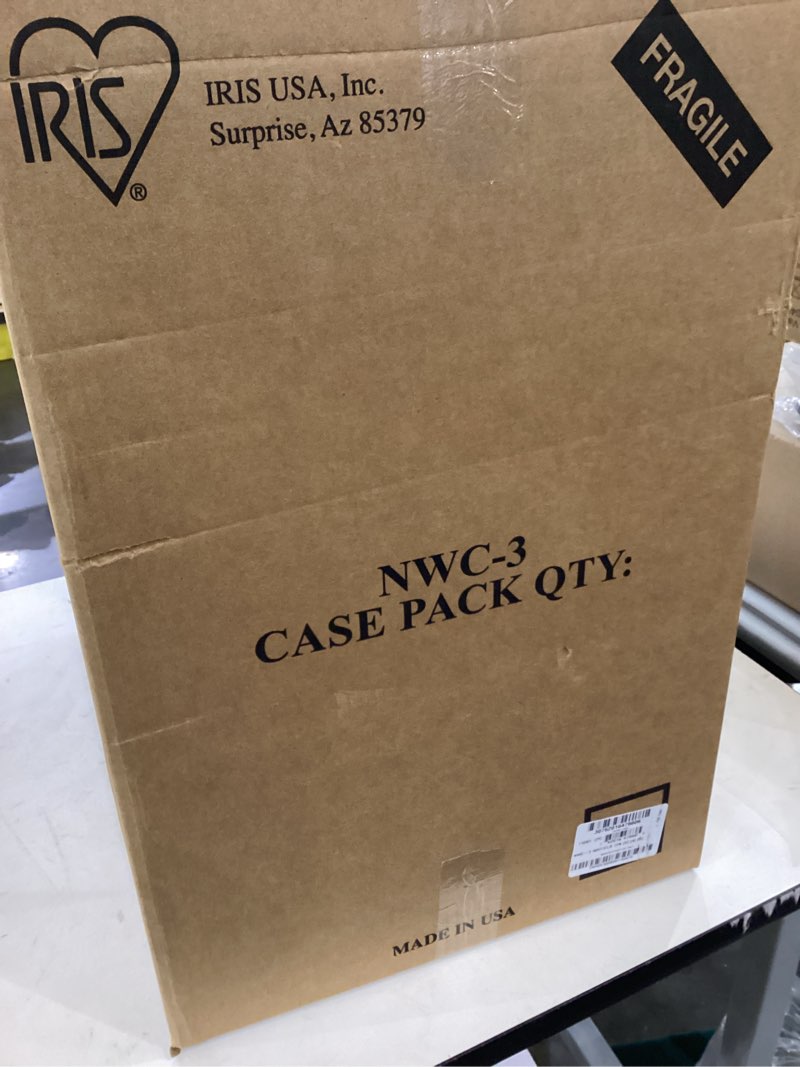 IRIS
®
IRIS USA, Inc.
Surprise, Az 85379
FRAGILE
NWC-3
CASE PACK QTY:
MADE IN USA